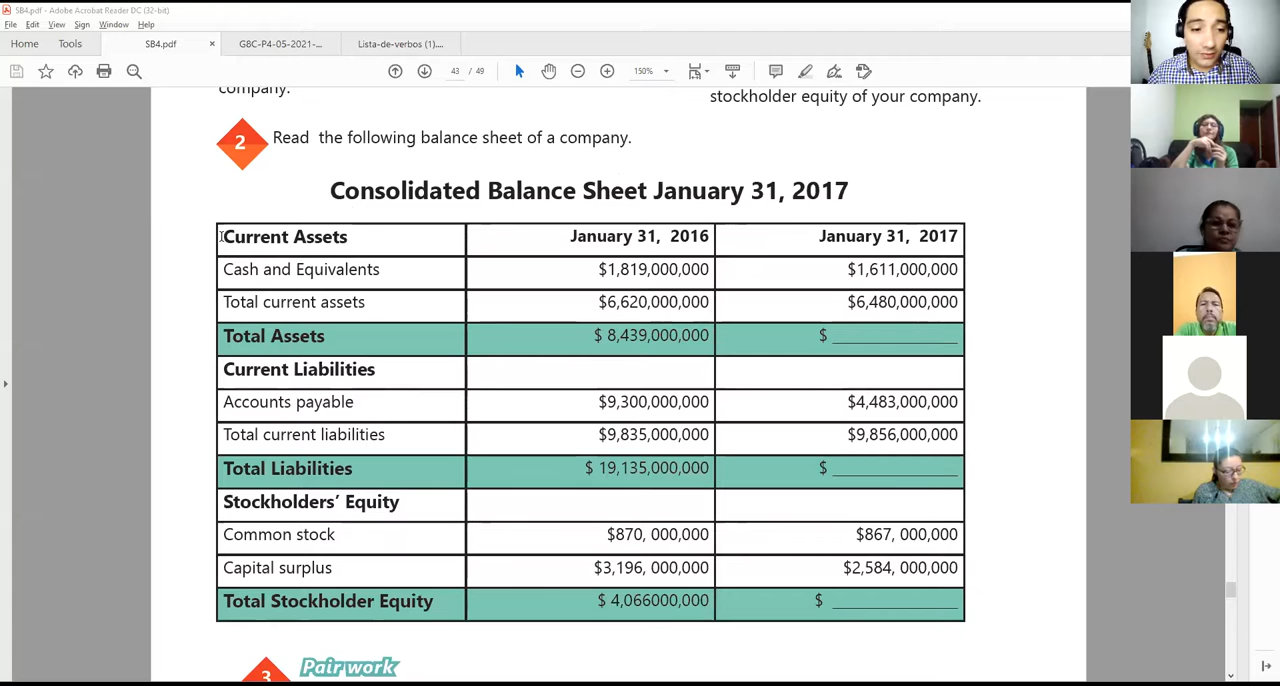 SB4.pdf - Adobe Acrobat Reader DC (32-bit)
File Edit View Sign Window Help
Home Tools SB4.pdf × G8C-P4-05-2021-... Lista-de-verbos (1)....
43 / 49 150%
company.
stockholder equity of your company.
2 Read the following balance sheet of a company.
Consolidated Balance Sheet January 31, 2017
Current Assets January 31, 2016 January 31, 2017
Cash and Equivalents $1,819,000,000 $1,611,000,000
Total current assets $6,620,000,000 $6,480,000,000
Total Assets $ 8,439,000,000 $ _______________
Current Liabilities
Accounts payable $9,300,000,000 $4,483,000,000
Total current liabilities $9,835,000,000 $9,856,000,000
Total Liabilities $ 19,135,000,000 $ _______________
Stockholders’ Equity
Common stock $870, 000,000 $867, 000,000
Capital surplus $3,196, 000,000 $2,584, 000,000
Total Stockholder Equity $ 4,066000,000 $ _______________
3 Pair work